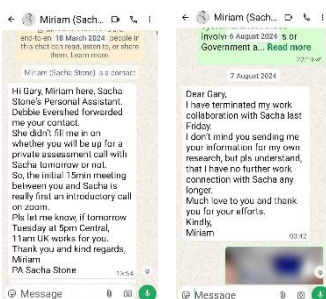 Miriam (Sach...
end-to-en 18 March 2024 people in
this chat can read, listen to, or share
them. Learn more
Miriam (Sacha Stone) is a contact
Hi Gary, Miriam here, Sacha
Stone's Personal Assistant.
Debbie Evershed forwarded
me your contact.
She didn't fill me in on
whether you will be up for a
private assessment call with
Sacha tomorrow or not.
So, the initial 15min meeting
between you and Sacha is
really first an introductory call
on zoom.
Pls let me know, if tomorrow
Tuesday at 5pm Central,
11am UK works for you.
Thank you and kind regards,
Miriam
PA Sacha Stone
13:54
Message
Miriam (Sach...
involvi 6 August 2024 s or
Government a... Read more
7 August 2024
Dear Gary,
I have terminated my work
collaboration with Sacha last
Friday.
I don't mind you sending me
your information for my own
research, but pls understand,
that I have no further work
connection with Sacha any
longer.
Much love to you and thank
you for your efforts.
Kindly,
Miriam
00:42
Message